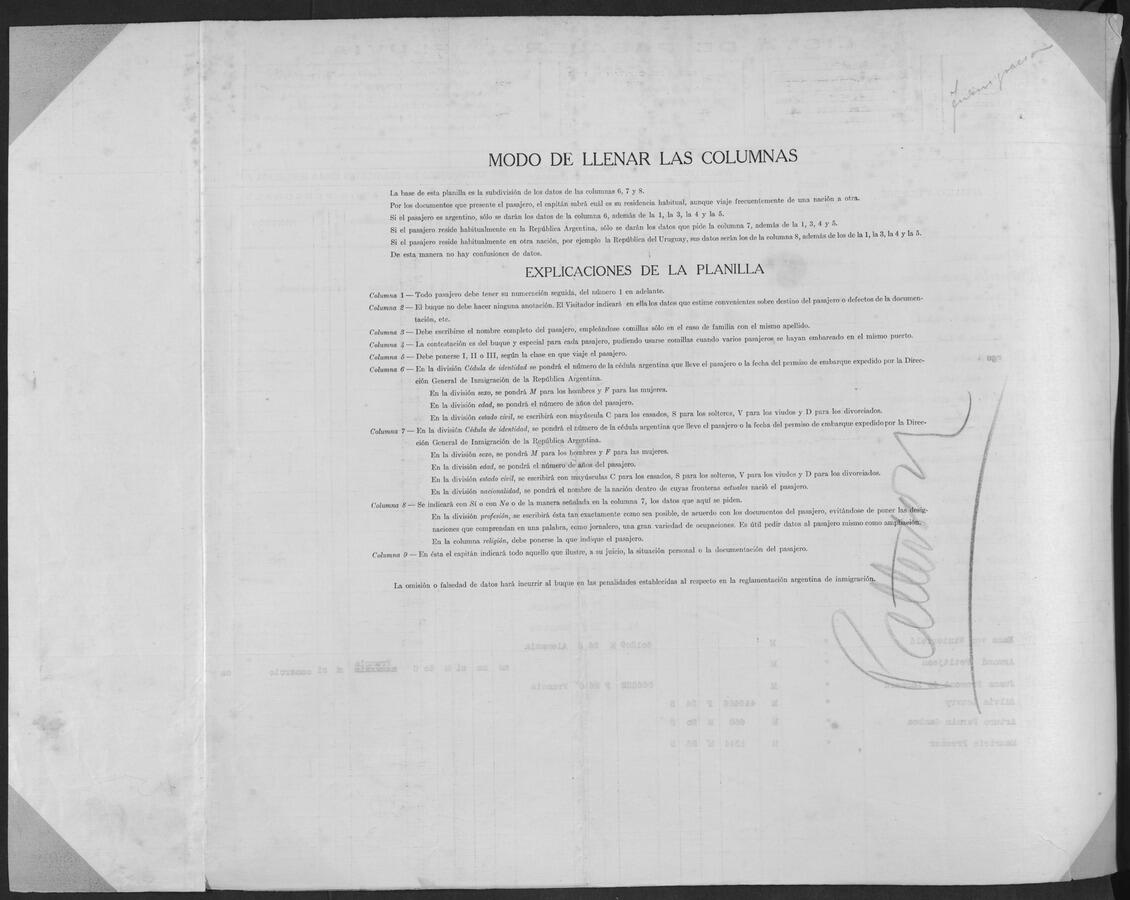 Inmigracion
MODO DE LLENAR LAS COLUMNAS
La base de esta planilla es la subdivisión de los datos de las columnas 6, 7 y 8.
Por los documentos que presente el pasajero, el capitán sabrá cuál es su residencia habitual, aunque viaje frecuentemente de una nación a otra.
Si el pasajero es argentino, sólo se darán los datos de la columna 6, además de la 1, la 3, la 4 y la 5.
Si el pasajero reside habitualmente en la República Argentina, sólo se darán los datos que pide la columna 7, además de la 1, 3, 4 y 5.
Si el pasajero reside habitualmente en otra nación, por ejemplo la República del Uruguay, sus datos serán los de la columna 8, además de los de la 1, la 3, la 4 y la 5.
De esta manera no hay confusiones de datos.
EXPLICACIONES DE LA PLANILLA
Columna 1 — Todo pasajero debe tener su numeración seguida, del número 1 en adelante.
Columna 2 — El buque no debe hacer ninguna anotación. El Visitador indicará en ella los datos que estime convenientes sobre destino del pasajero o defectos de la documen-
tación, etc.
Columna 3 — Debe escribirse el nombre completo del pasajero, empleándose comillas sólo en el caso de familia con el mismo apellido.
Columna 4 — La contestación es del buque y especial para cada pasajero, pudiendo usarse comillas cuando varios pasajeros se hayan embarcado en el mismo puerto.
Columna 5 — Debe ponerse I, II o III, según la clase en que viaje el pasajero.
Columna 6 — En la división Cédula de identidad se pondrá el número de la cédula argentina que lleve el pasajero o la fecha del permiso de embarque expedido por la Direc-
ción General de Inmigración de la República Argentina.
En la división sexo, se pondrá M para los hombres y F para las mujeres.
En la división edad, se pondrá el número de años del pasajero.
En la división estado civil, se escribirá con mayúscula C para los casados, S para los solteros, V para los viudos y D para los divorciados.
Columna 7 — En la división Cédula de identidad, se pondrá el número de la cédula argentina que lleve el pasajero o la fecha del permiso de embarque expedido por la Direc-
ción General de Inmigración de la República Argentina.
En la división sexo, se pondrá M para los hombres y F para las mujeres.
En la división edad, se pondrá el número de años del pasajero.
En la división estado civil, se escribirá con mayúsculas C para los casados, S para los solteros, V para los viudos y D para los divorciados.
En la división nacionalidad, se pondrá el nombre de la nación dentro de cuyas fronteras actuales nació el pasajero.
Columna 8 — Se indicará con Sí o con No o de la manera señalada en la columna 7, los datos que aquí se piden.
En la división profesión, se escribirá ésta tan exactamente como sea posible, de acuerdo con los documentos del pasajero, evitándose de poner las desig-
naciones que comprendan en una palabra, como jornalero, una gran variedad de ocupaciones. Es útil pedir datos al pasajero mismo como ampliación.
En la columna religión, debe ponerse la que indique el pasajero.
Columna 9 — En ésta el capitán indicará todo aquello que ilustre, a su juicio, la situación personal o la documentación del pasajero.
La omisión o falsedad de datos hará incurrir al buque en las penalidades establecidas al respecto en la reglamentación argentina de inmigración.